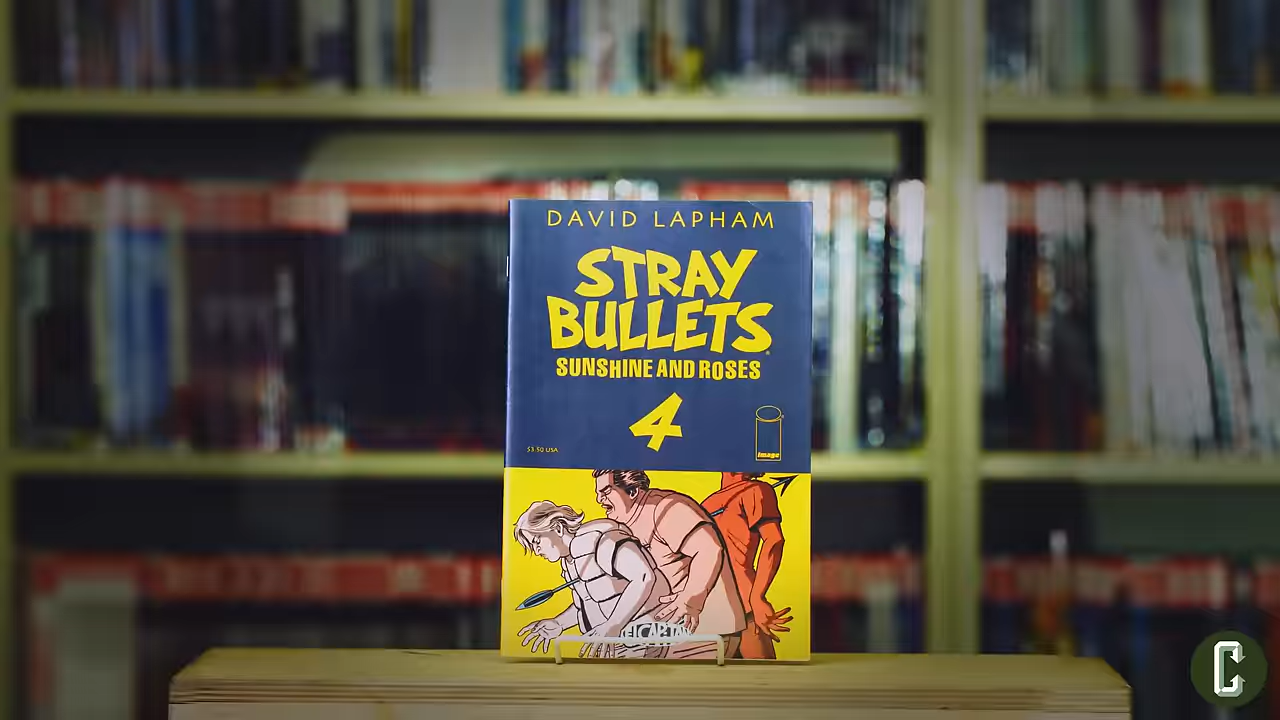 DAVID LAPHAM
STRAY
BULLETS
SUNSHINE AND ROSES
4
$3.50 USA
image